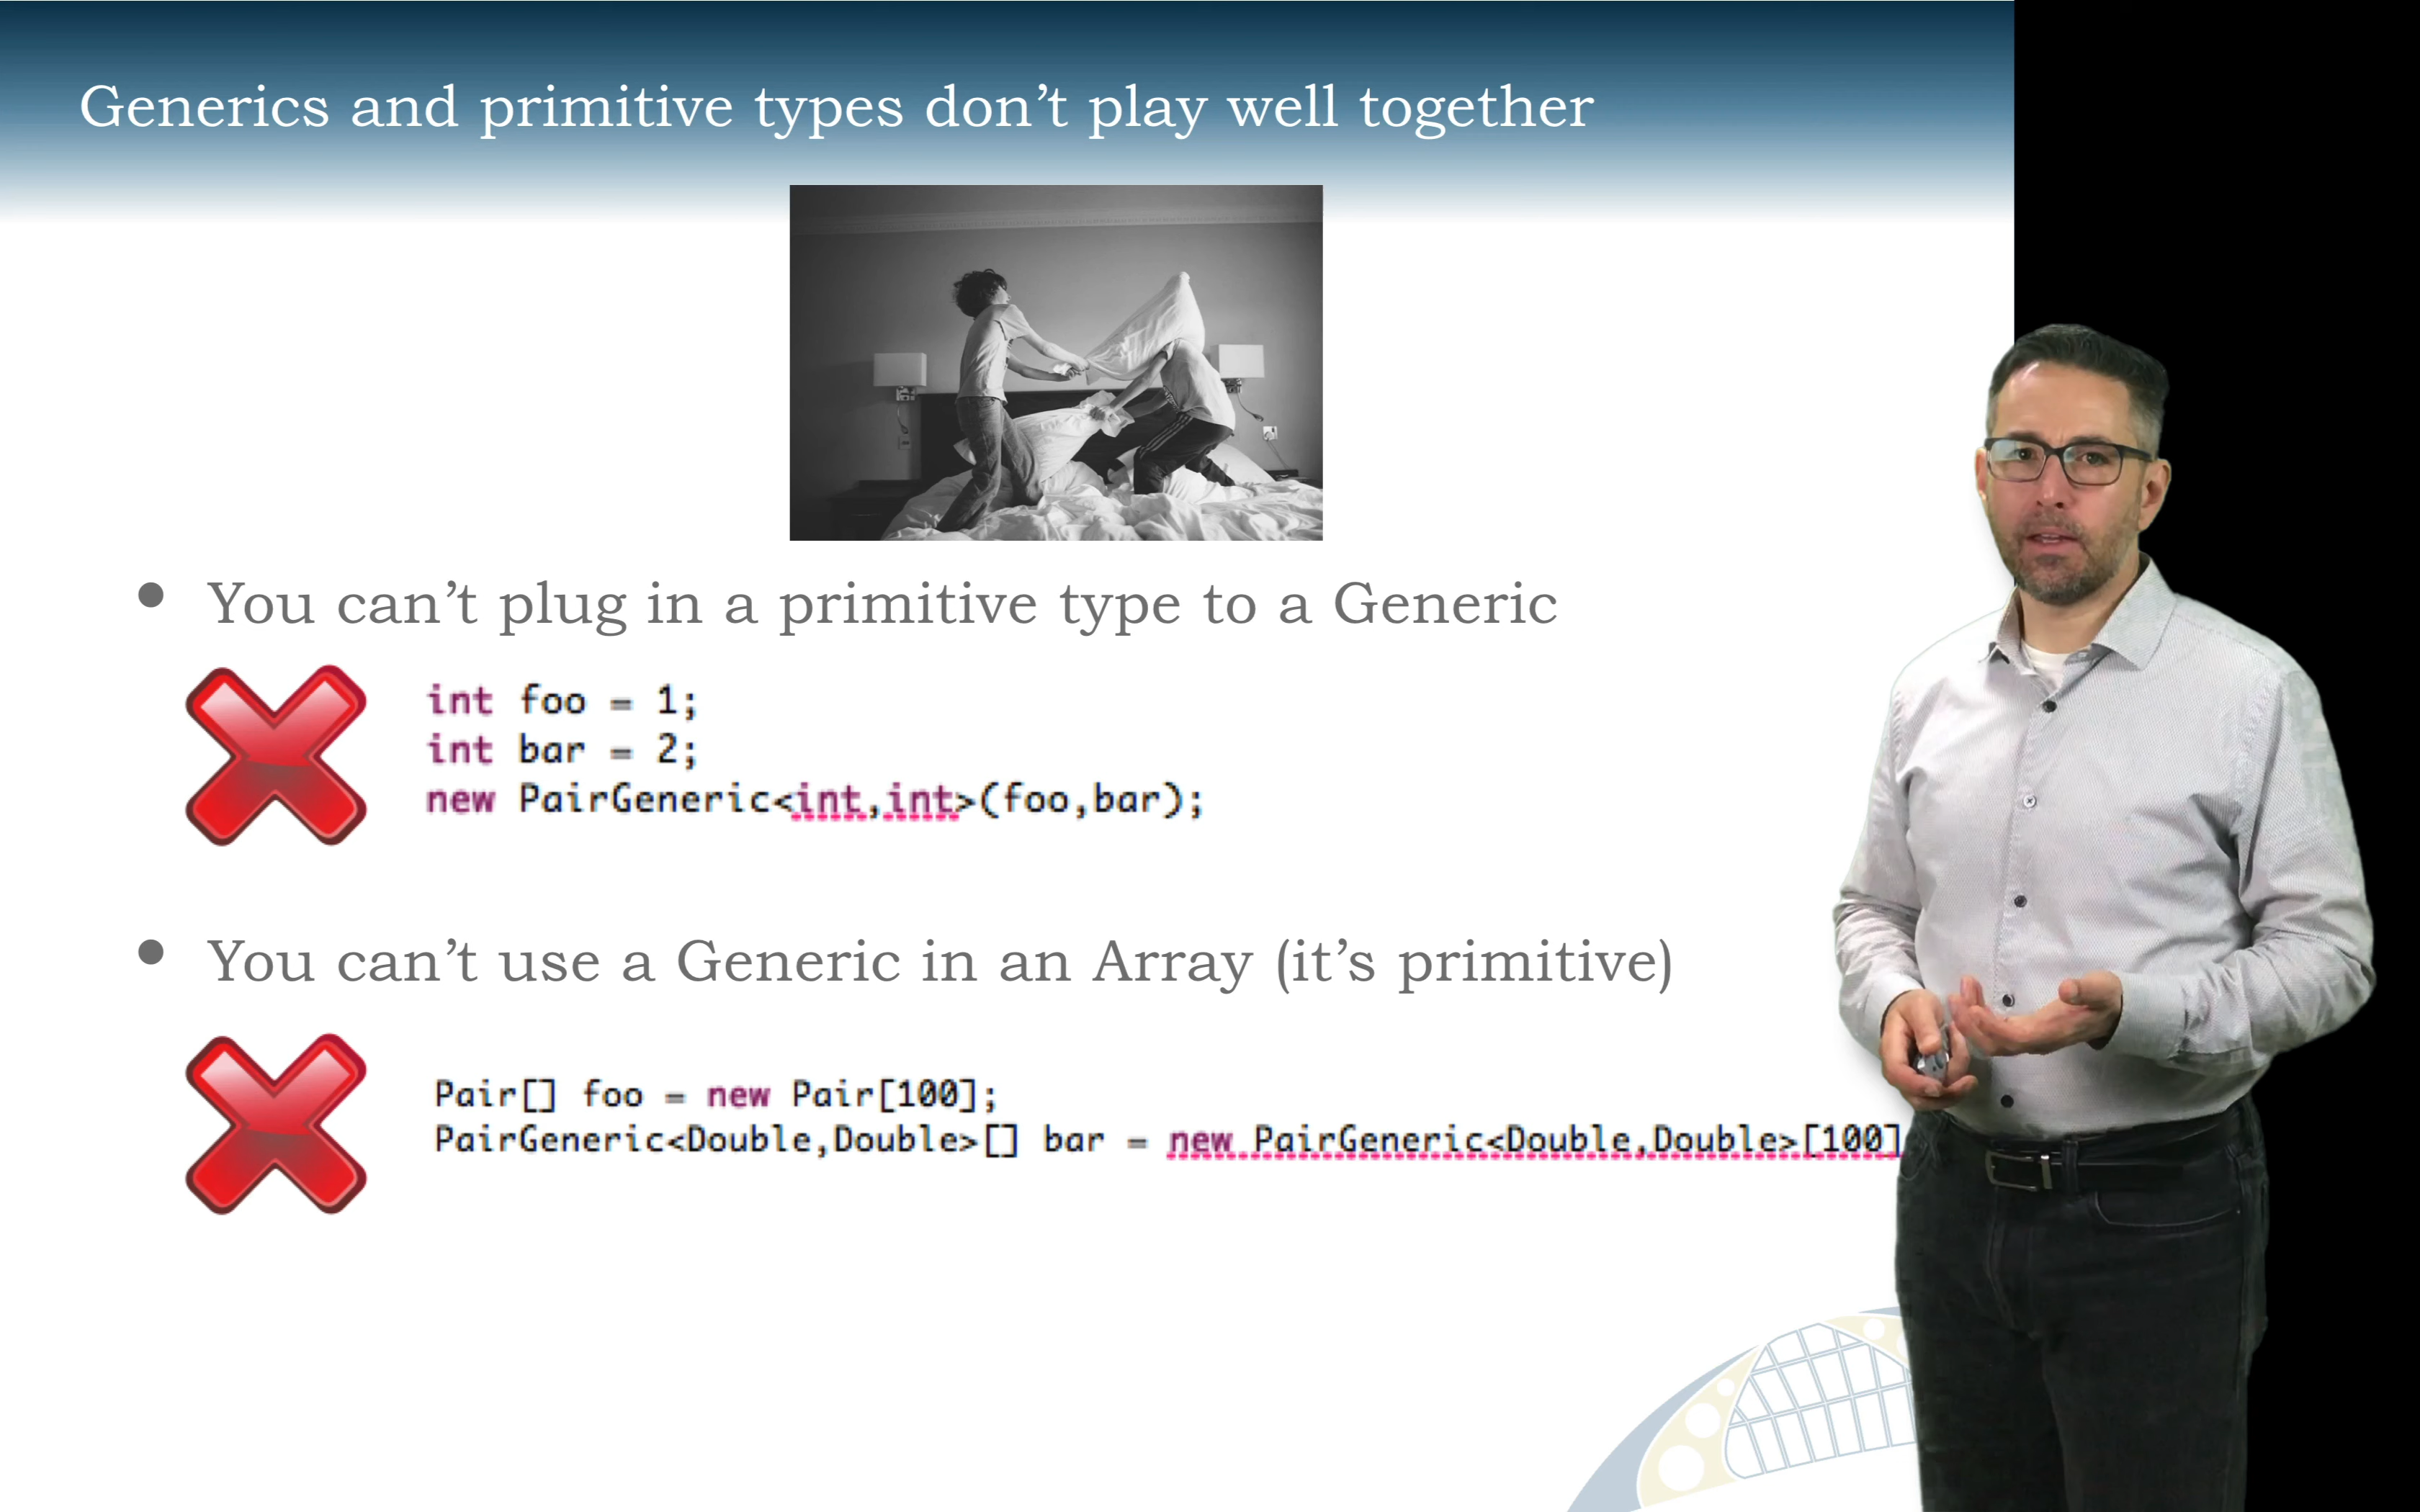 Generics and primitive types don’t play well together
• You can’t plug in a primitive type to a Generic
int foo = 1;
int bar = 2;
new PairGeneric<int,int>(foo,bar);
• You can’t use a Generic in an Array (it’s primitive)
Pair[] foo = new Pair[100];
PairGeneric<Double,Double>[] bar = new PairGeneric<Double,Double>[100]